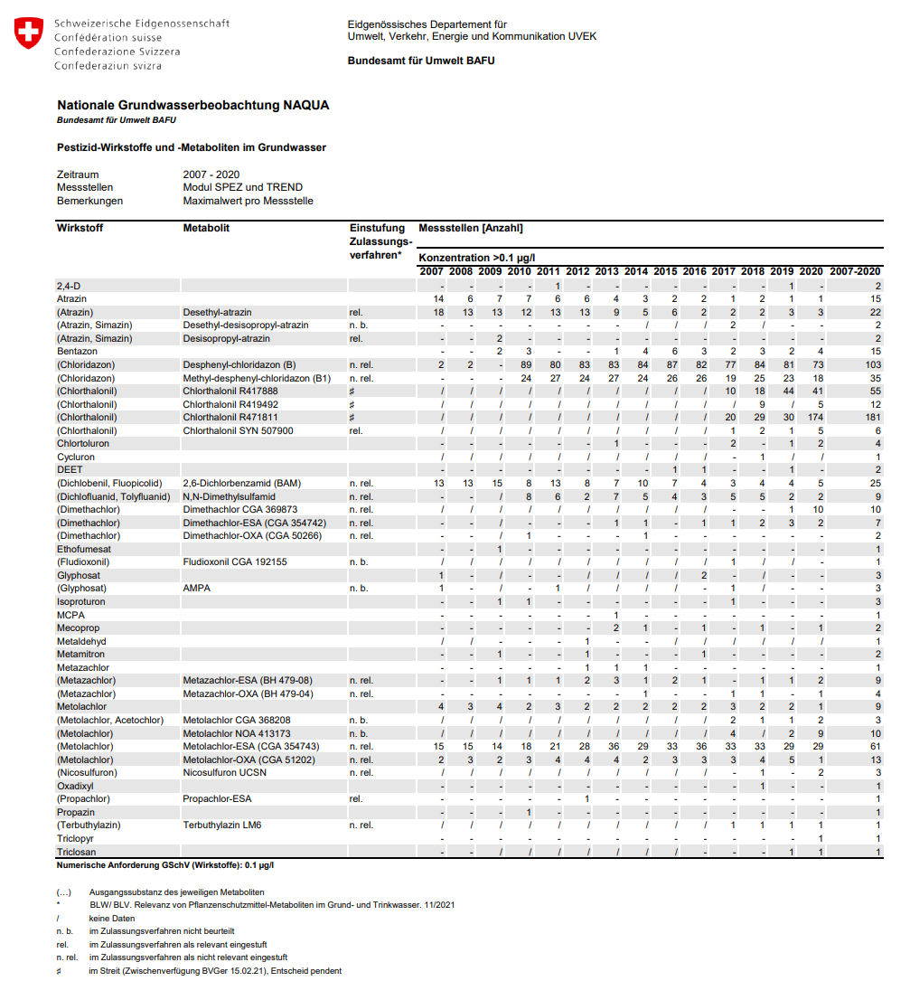 Schweizerische Eidgenossenschaft
Confédération suisse
Confederazione Svizzera
Confederaziun svizra
Eidgenössisches Departement für
Umwelt, Verkehr, Energie und Kommunikation UVEK
Bundesamt für Umwelt BAFU
Nationale Grundwasserbeobachtung NAQUA
Bundesamt für Umwelt BAFU
Pestizid-Wirkstoffe und -Metaboliten im Grundwasser
Zeitraum 2007 - 2020
Messstellen Modul SPEZ und TREND
Bemerkungen Maximalwert pro Messstelle
Wirkstoff Metabolit Einstufung Zulassungs-verfahren* Messstellen [Anzahl]
Konzentration >0.1 µg/l
2007 2008 2009 2010 2011 2012 2013 2014 2015 2016 2017 2018 2019 2020 2007-2020
2,4-D - - - - 1 - - - - - - - 1 - 2
Atrazin 14 6 7 7 6 6 4 3 2 2 1 2 1 1 15
(Atrazin) Desethyl-atrazin rel. 18 13 13 12 13 13 9 5 6 2 2 2 3 3 22
(Atrazin, Simazin) Desethyl-desisopropyl-atrazin n. b. - - - - - - - / / / 2 / - - 2
(Atrazin, Simazin) Desisopropyl-atrazin rel. - - 2 - - - - - - - - - - - 2
Bentazon - - 2 3 - - 1 4 6 3 2 3 2 4 15
(Chloridazon) Desphenyl-chloridazon (B) n. rel. 2 2 - 89 80 83 83 84 87 82 77 84 81 73 103
(Chloridazon) Methyl-desphenyl-chloridazon (B1) n. rel. - - - 24 27 24 27 24 26 26 19 25 23 18 35
(Chlorthalonil) Chlorthalonil R417888 ♯ / / / / / / / / / / 10 18 44 41 55
(Chlorthalonil) Chlorthalonil R419492 ♯ / / / / / / / / / / / 9 / 5 12
(Chlorthalonil) Chlorthalonil R471811 ♯ / / / / / / / / / / 20 29 30 174 181
(Chlorthalonil) Chlorthalonil SYN 507900 rel. / / / / / / / / / / 1 2 1 5 6
Chlortoluron - - - - - - 1 - - - 2 - 1 2 4
Cycluron / / / / / / / / / / - 1 / / 1
DEET - - - - - - - - 1 1 - - 1 - 2
(Dichlobenil, Fluopicolid) 2,6-Dichlorbenzamid (BAM) n. rel. 13 13 15 8 13 8 7 10 7 4 3 4 4 5 25
(Dichlofluanid, Tolyfluanid) N,N-Dimethylsulfamid n. rel. - - / 8 6 2 7 5 4 3 5 5 2 2 9
(Dimethachlor) Dimethachlor CGA 369873 n. rel. / / / / / / / / / / / / 1 10 10
(Dimethachlor) Dimethachlor-ESA (CGA 354742) n. rel. - - / - - - 1 1 - 1 1 2 3 2 7
(Dimethachlor) Dimethachlor-OXA (CGA 50266) n. rel. - - / 1 - - - 1 - - - - - - 2
Ethofumesat - - 1 - - - - - - - - - - - 1
(Fludioxonil) Fludioxonil CGA 192155 n. b. / / / / / / / / / / 1 / / - 1
Glyphosat 1 - / - - / / / / 2 - / - - 3
(Glyphosat) AMPA n. b. 1 - / - 1 / / / / - 1 / - - 3
Isoproturon - - 1 1 - - - - - - 1 - - - 3
MCPA - - - - - - 1 - - - - - - - 1
Mecoprop - - - - - - 2 1 - 1 - 1 - 1 2
Metaldehyd / / - - - 1 - - / / / / / / 1
Metamitron - - 1 - - 1 - - - 1 - - - - 2
Metazachlor - - - - - 1 1 1 - - - - - - 1
(Metazachlor) Metazachlor-ESA (BH 479-08) n. rel. - - 1 1 1 2 3 1 2 1 - 1 1 2 9
(Metazachlor) Metazachlor-OXA (BH 479-04) n. rel. - - - - - - - 1 - - 1 1 - 1 4
Metolachlor 4 3 4 2 3 2 2 2 2 2 3 2 2 1 9
(Metolachlor, Acetochlor) Metolachlor CGA 368208 n. b. / / / / / / / / / / 2 1 1 2 3
(Metolachlor) Metolachlor NOA 413173 n. b. / / / / / / / / / / 4 / 2 9 10
(Metolachlor) Metolachlor-ESA (CGA 354743) n. rel. 15 15 14 18 21 28 36 29 33 36 33 33 29 29 61
(Metolachlor) Metolachlor-OXA (CGA 51202) n. rel. 2 3 2 3 4 4 4 2 3 3 3 4 5 1 13
(Nicosulfuron) Nicosulfuron UCSN n. rel. / / / / / / / / / / - 1 - 2 3
Oxadixyl - - - - - - - - - - - 1 - - 1
(Propachlor) Propachlor-ESA rel. - - - - - 1 - - - - - - - - 1
Propazin - - - 1 - - - - - - - - - - 1
(Terbuthylazin) Terbuthylazin LM6 n. rel. / / / / / / / / / / 1 1 1 1 1
Triclopyr - - - - - - - - - - - - - 1 1
Triclosan - - / / / / / / / - - - 1 1 1
Numerische Anforderung GSchV (Wirkstoffe): 0.1 µg/l
(…) Ausgangssubstanz des jeweiligen Metaboliten
* BLW/ BLV. Relevanz von Pflanzenschutzmittel-Metaboliten im Grund- und Trinkwasser. 11/2021
/ keine Daten
n. b. im Zulassungsverfahren nicht beurteilt
rel. im Zulassungsverfahren als relevant eingestuft
n. rel. im Zulassungsverfahren als nicht relevant eingestuft
♯ im Streit (Zwischenverfügung BVGer 15.02.21), Entscheid pendent